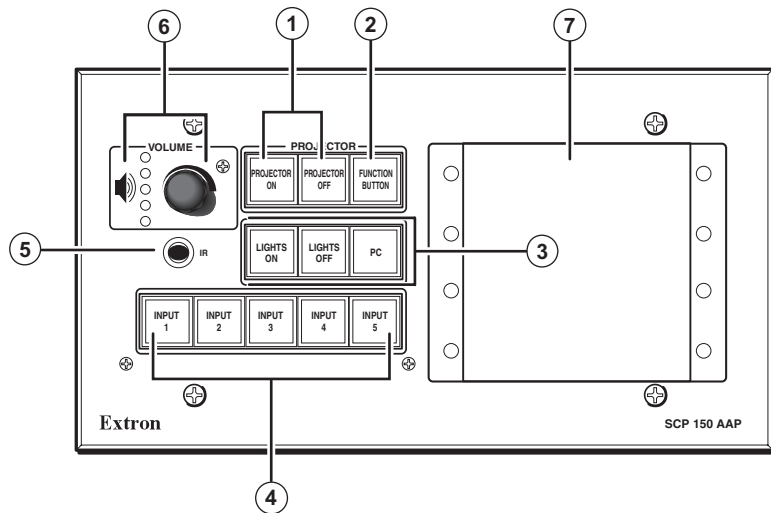 6
1
2
7
VOLUME
PROJECTOR
PROJECTOR
ON
PROJECTOR
OFF
FUNCTION
BUTTON
5
IR
LIGHTS
ON
LIGHTS
OFF
PC
3
INPUT
1
INPUT
2
INPUT
3
INPUT
4
INPUT
5
Extron
SCP 150 AAP
4